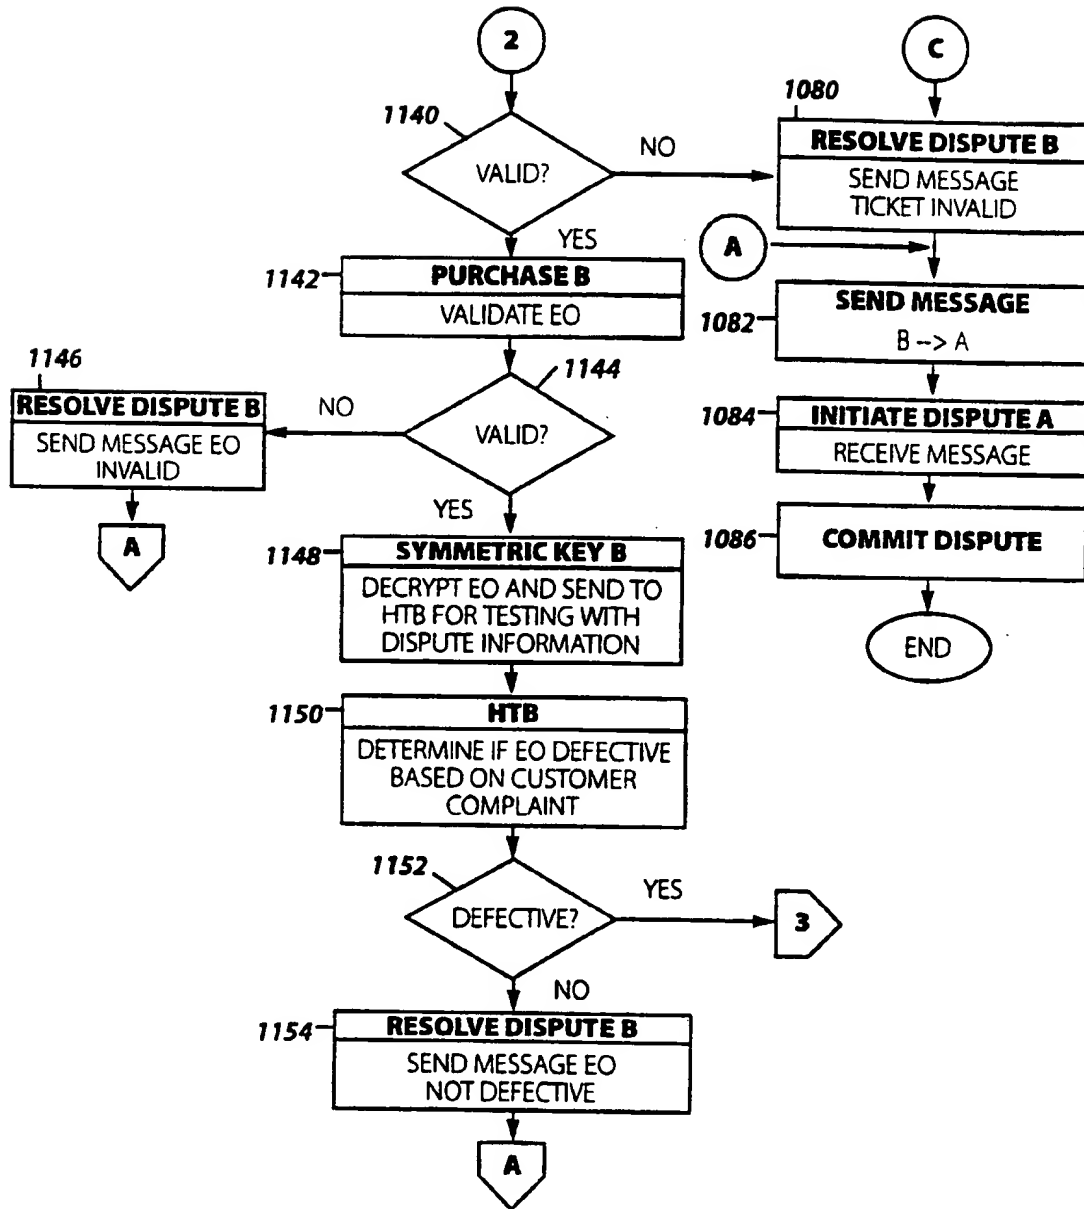 2
1140
VALID?
NO
YES
1142
PURCHASE B
VALIDATE EO
1144
VALID?
NO
1146
RESOLVE DISPUTE B
SEND MESSAGE EO
INVALID
A
YES
1148
SYMMETRIC KEY B
DECRYPT EO AND SEND TO
HTB FOR TESTING WITH
DISPUTE INFORMATION
1150
HTB
DETERMINE IF EO DEFECTIVE
BASED ON CUSTOMER
COMPLAINT
1152
DEFECTIVE?
YES
3
NO
1154
RESOLVE DISPUTE B
SEND MESSAGE EO
NOT DEFECTIVE
A
C
1080
RESOLVE DISPUTE B
SEND MESSAGE
TICKET INVALID
A
1082
SEND MESSAGE
B --> A
1084
INITIATE DISPUTE A
RECEIVE MESSAGE
1086
COMMIT DISPUTE
END